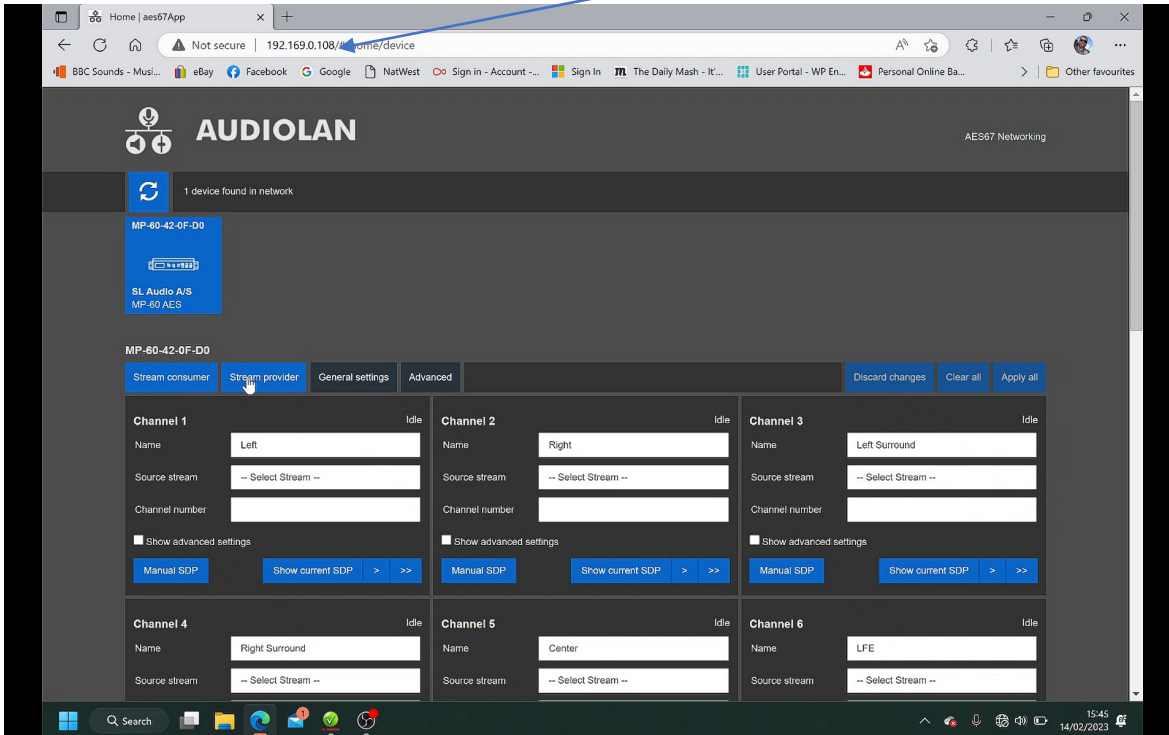 Home | aes67App
Not secure | 192.169.0.108/#/home/device
BBC Sounds - Musi... eBay Facebook Google NatWest Sign in - Account -... Sign In The Daily Mash - It'... User Portal - WP En... Personal Online Ba... Other favourites
AUDIOLAN
AES67 Networking
1 device found in network
MP-60-42-0F-D0
SL Audio A/S
MP-60 AES
MP-60-42-0F-D0
Stream consumer Stream provider General settings Advanced Discard changes Clear all Apply all
Channel 1 Idle Channel 2 Idle Channel 3 Idle
Name Left Name Right Name Left Surround
Source stream -- Select Stream -- Source stream -- Select Stream -- Source stream -- Select Stream --
Channel number Channel number Channel number
Show advanced settings Show advanced settings Show advanced settings
Manual SDP Show current SDP > >> Manual SDP Show current SDP > >> Manual SDP Show current SDP > >>
Channel 4 Idle Channel 5 Idle Channel 6 Idle
Name Right Surround Name Center Name LFE
Source stream -- Select Stream -- Source stream -- Select Stream -- Source stream -- Select Stream --
Search 1 15:45
14/02/2023